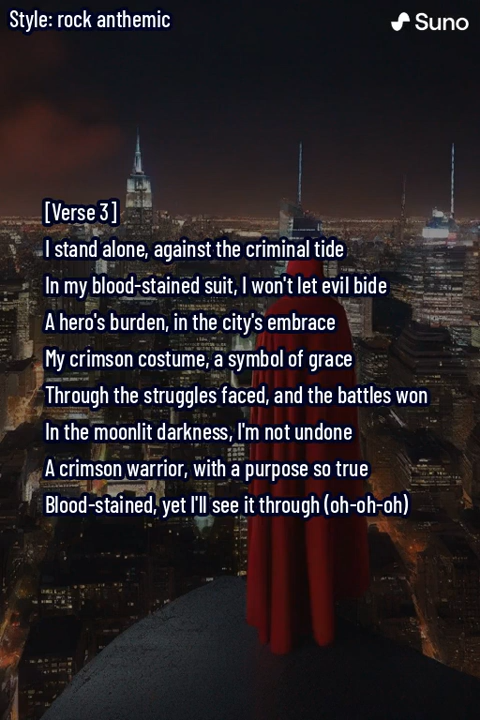 Style: rock anthemic
Suno
[Verse 3]
I stand alone, against the criminal tide
In my blood-stained suit, I won't let evil bide
A hero's burden, in the city's embrace
My crimson costume, a symbol of grace
Through the struggles faced, and the battles won
In the moonlit darkness, I'm not undone
A crimson warrior, with a purpose so true
Blood-stained, yet I'll see it through (oh-oh-oh)